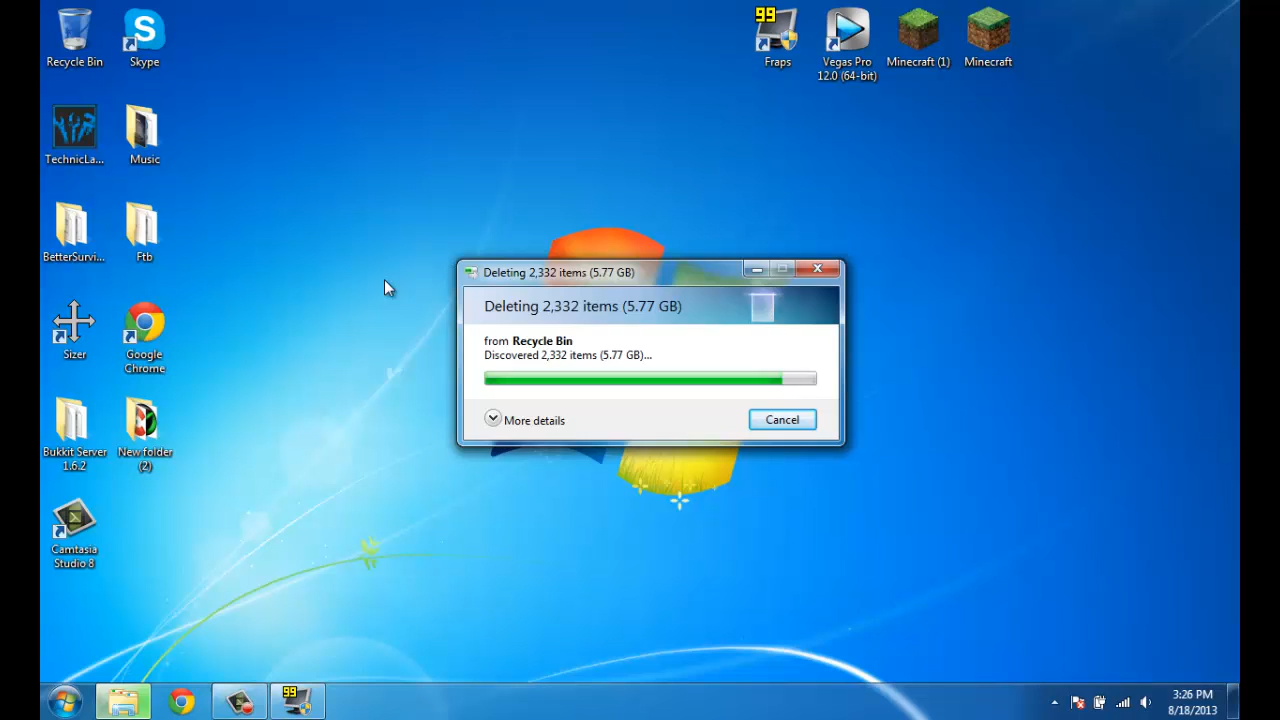 Recycle Bin
Skype
TechnicLa...
Music
BetterSurvi...
Ftb
Sizer
Google
Chrome
Bukkit Server
1.6.2
New folder
(2)
Camtasia
Studio 8
99
Fraps
Vegas Pro
12.0 (64-bit)
Minecraft (1)
Minecraft
Deleting 2,332 items (5.77 GB)
Deleting 2,332 items (5.77 GB)
from Recycle Bin
Discovered 2,332 items (5.77 GB)...
More details
Cancel
99
3:26 PM
8/18/2013